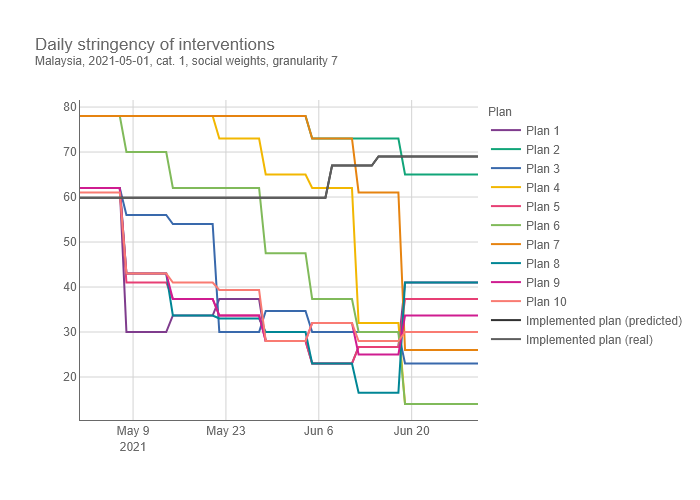 Daily stringency of interventions
Malaysia, 2021-05-01, cat. 1, social weights, granularity 7
80
70
60
50
40
30
20
May 9
2021
May 23
Jun 6
Jun 20
Plan
Plan 1
Plan 2
Plan 3
Plan 4
Plan 5
Plan 6
Plan 7
Plan 8
Plan 9
Plan 10
Implemented plan (predicted)
Implemented plan (real)